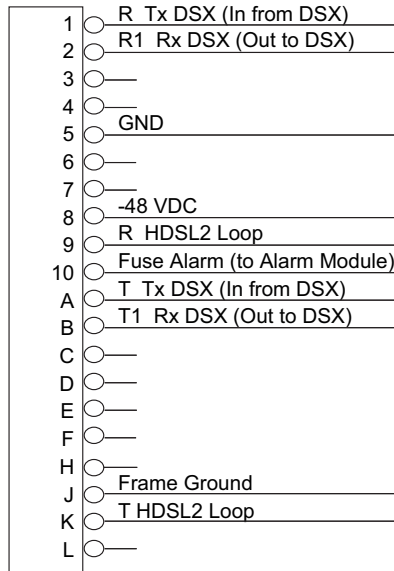 1 R Tx DSX (In from DSX)
2 R1 Rx DSX (Out to DSX)
3
4
5 GND
6
7
8 -48 VDC
9 R HDSL2 Loop
10 Fuse Alarm (to Alarm Module)
A T Tx DSX (In from DSX)
B T1 Rx DSX (Out to DSX)
C
D
E
F
H
J Frame Ground
K T HDSL2 Loop
L